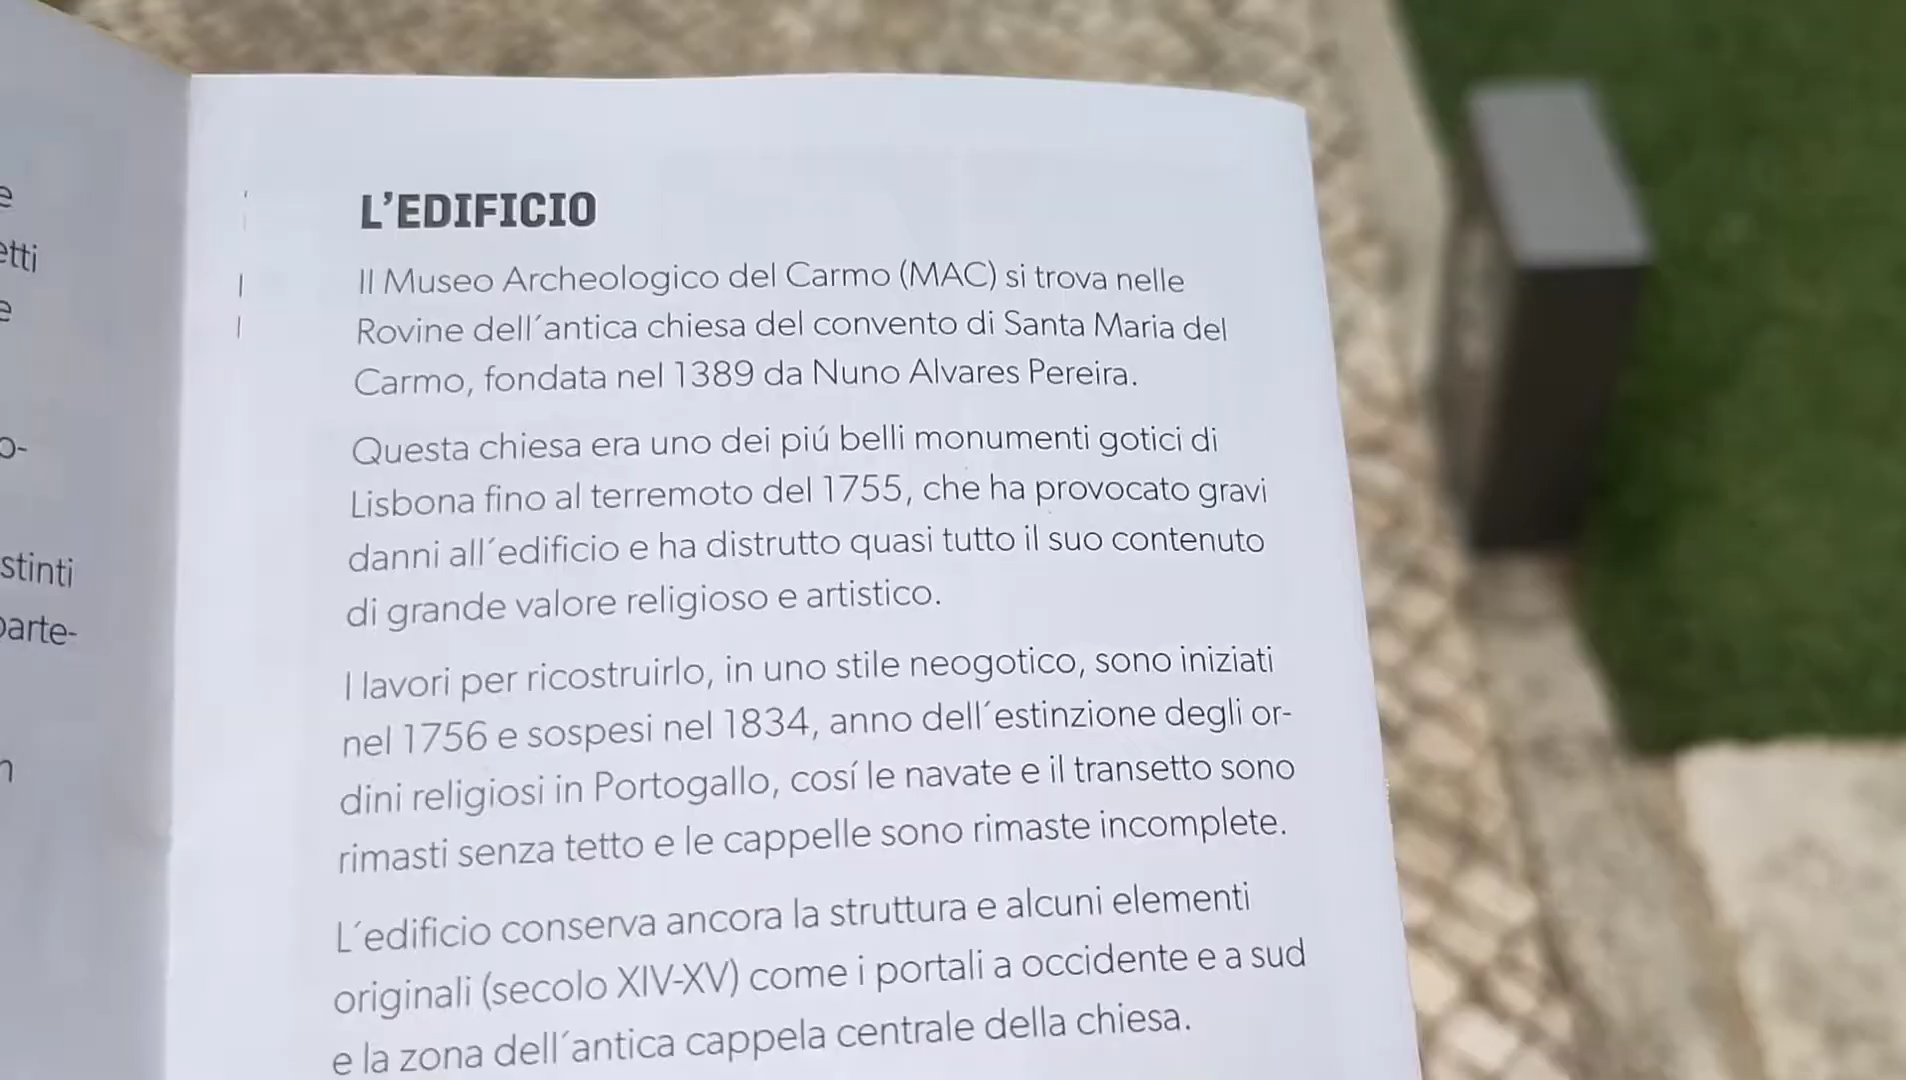 etti
stinti
parte-
L'EDIFICIO
Il Museo Archeologico del Carmo (MAC) si trova nelle
Rovine dell´antica chiesa del convento di Santa Maria del
Carmo, fondata nel 1389 da Nuno Alvares Pereira.
Questa chiesa era uno dei piú belli monumenti gotici di
Lisbona fino al terremoto del 1755, che ha provocato gravi
danni all´edificio e ha distrutto quasi tutto il suo contenuto
di grande valore religioso e artistico.
I lavori per ricostruirlo, in uno stile neogotico, sono iniziati
nel 1756 e sospesi nel 1834, anno dell´estinzione degli or-
dini religiosi in Portogallo, cosí le navate e il transetto sono
rimasti senza tetto e le cappelle sono rimaste incomplete.
L´edificio conserva ancora la struttura e alcuni elementi
originali (secolo XIV-XV) come i portali a occidente e a sud
e la zona dell´antica cappela centrale della chiesa.